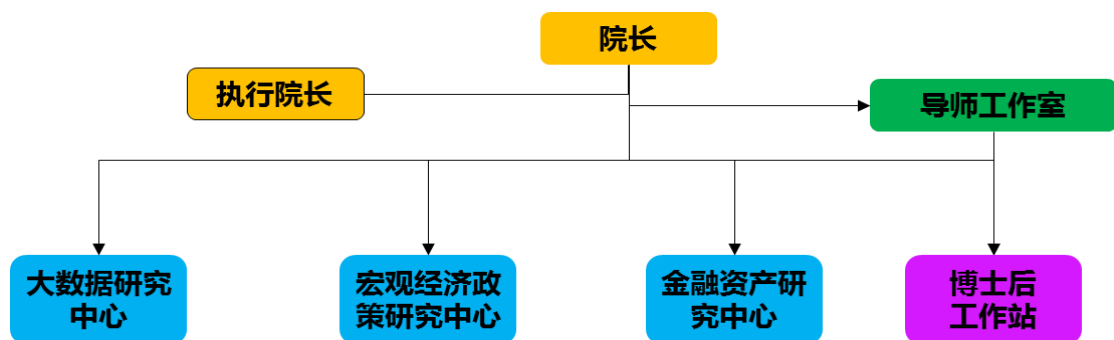 院长
执行院长
导师工作室
大数据研究
中心
宏观经济政
策研究中心
金融资产研
究中心
博士后
工作站